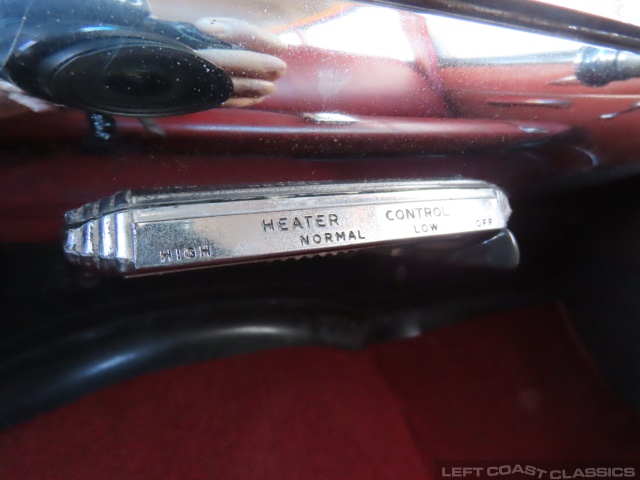 HEATER CONTROL
HIGH NORMAL LOW OFF
LEFT COAST CLASSICS